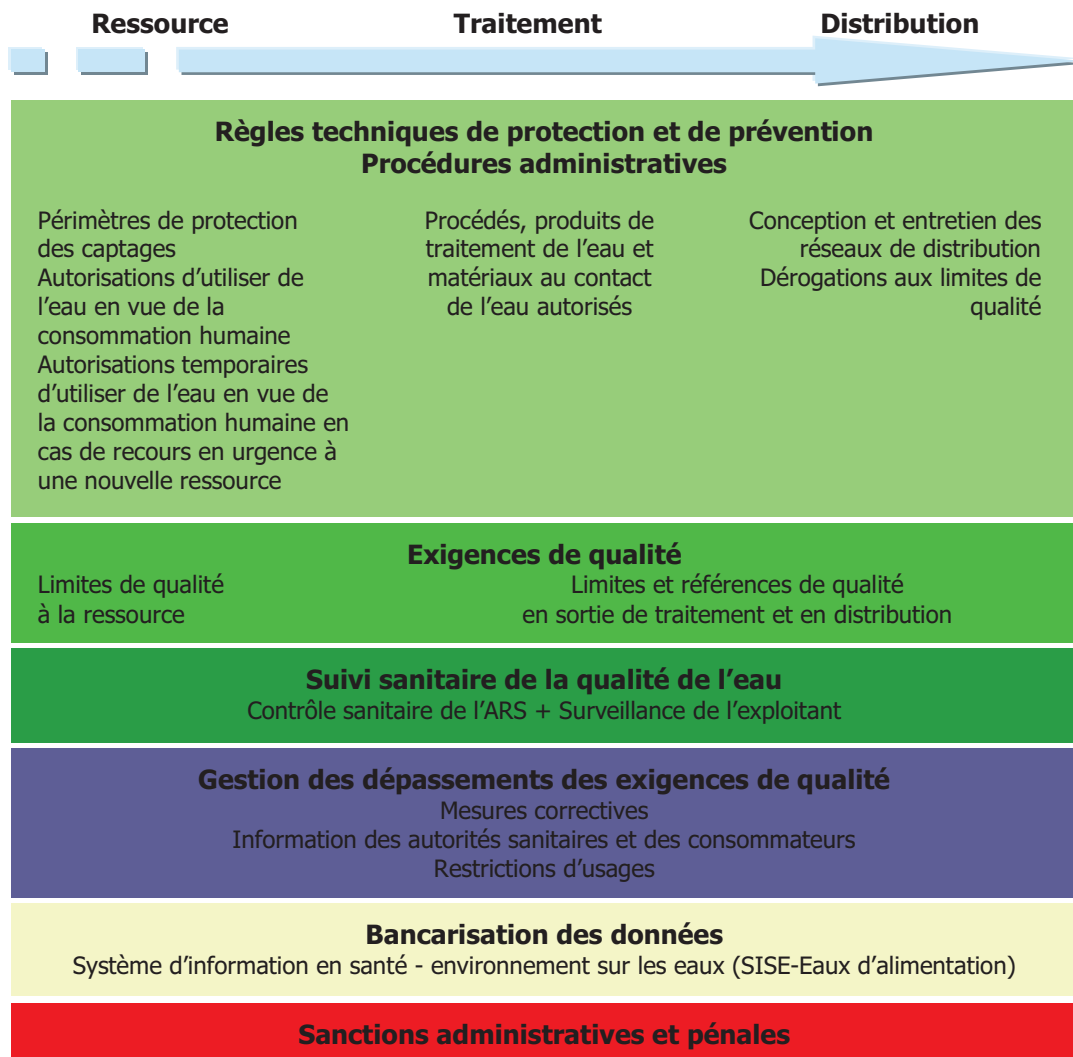 Ressource
Traitement
Distribution
Règles techniques de protection et de prévention
Procédures administratives
Périmètres de protection
des captages
Autorisations d’utiliser de
l’eau en vue de la
consommation humaine
Autorisations temporaires
d’utiliser de l’eau en vue de
la consommation humaine en
cas de recours en urgence à
une nouvelle ressource
Procédés, produits de
traitement de l’eau et
matériaux au contact
de l’eau autorisés
Conception et entretien des
réseaux de distribution
Dérogations aux limites de
qualité
Exigences de qualité
Limites de qualité
à la ressource
Limites et références de qualité
en sortie de traitement et en distribution
Suivi sanitaire de la qualité de l’eau
Contrôle sanitaire de l’ARS + Surveillance de l’exploitant
Gestion des dépassements des exigences de qualité
Mesures correctives
Information des autorités sanitaires et des consommateurs
Restrictions d’usages
Bancarisation des données
Système d’information en santé - environnement sur les eaux (SISE-Eaux d’alimentation)
Sanctions administratives et pénales